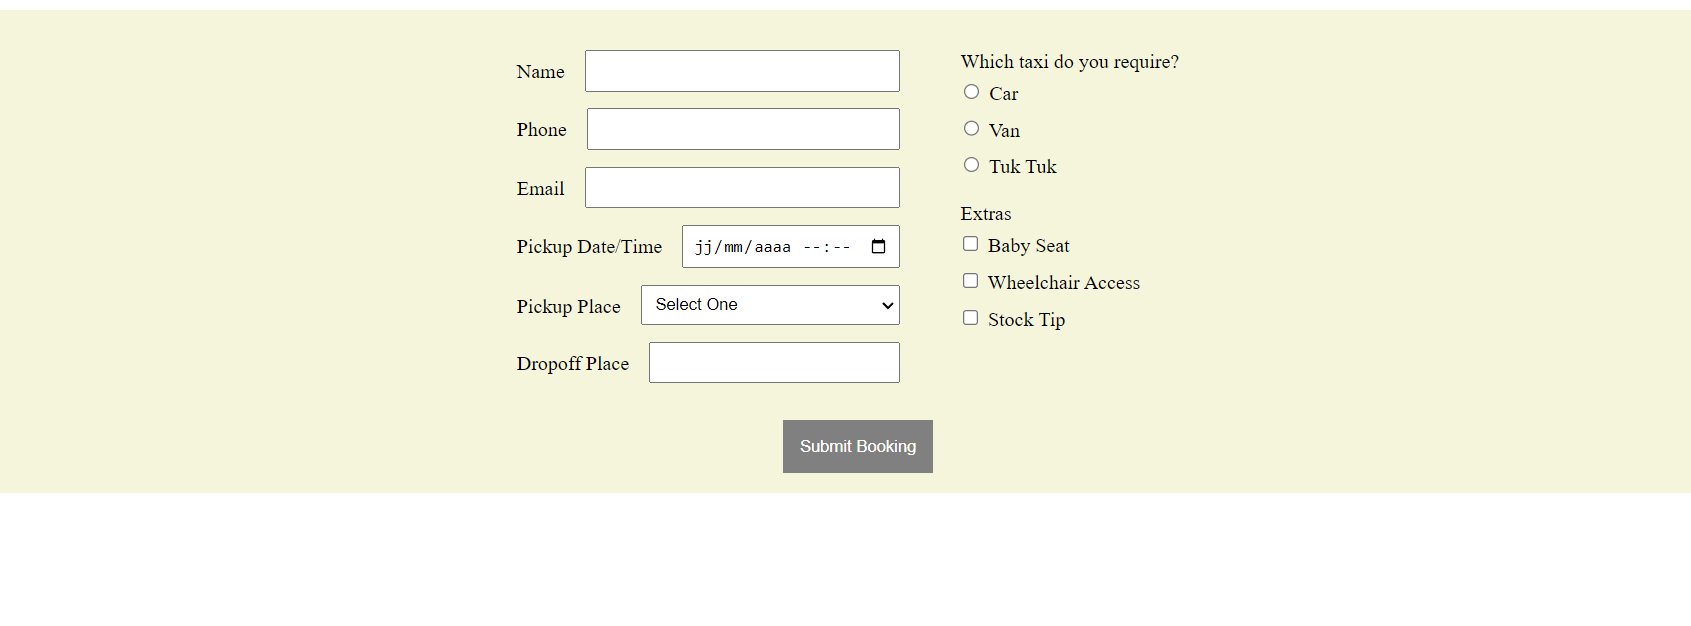 Name
Phone
Email
Pickup Date/Time jj/mm/aaaa --:--
Pickup Place Select One
Dropoff Place
Which taxi do you require?
Car
Van
Tuk Tuk
Extras
Baby Seat
Wheelchair Access
Stock Tip
Submit Booking